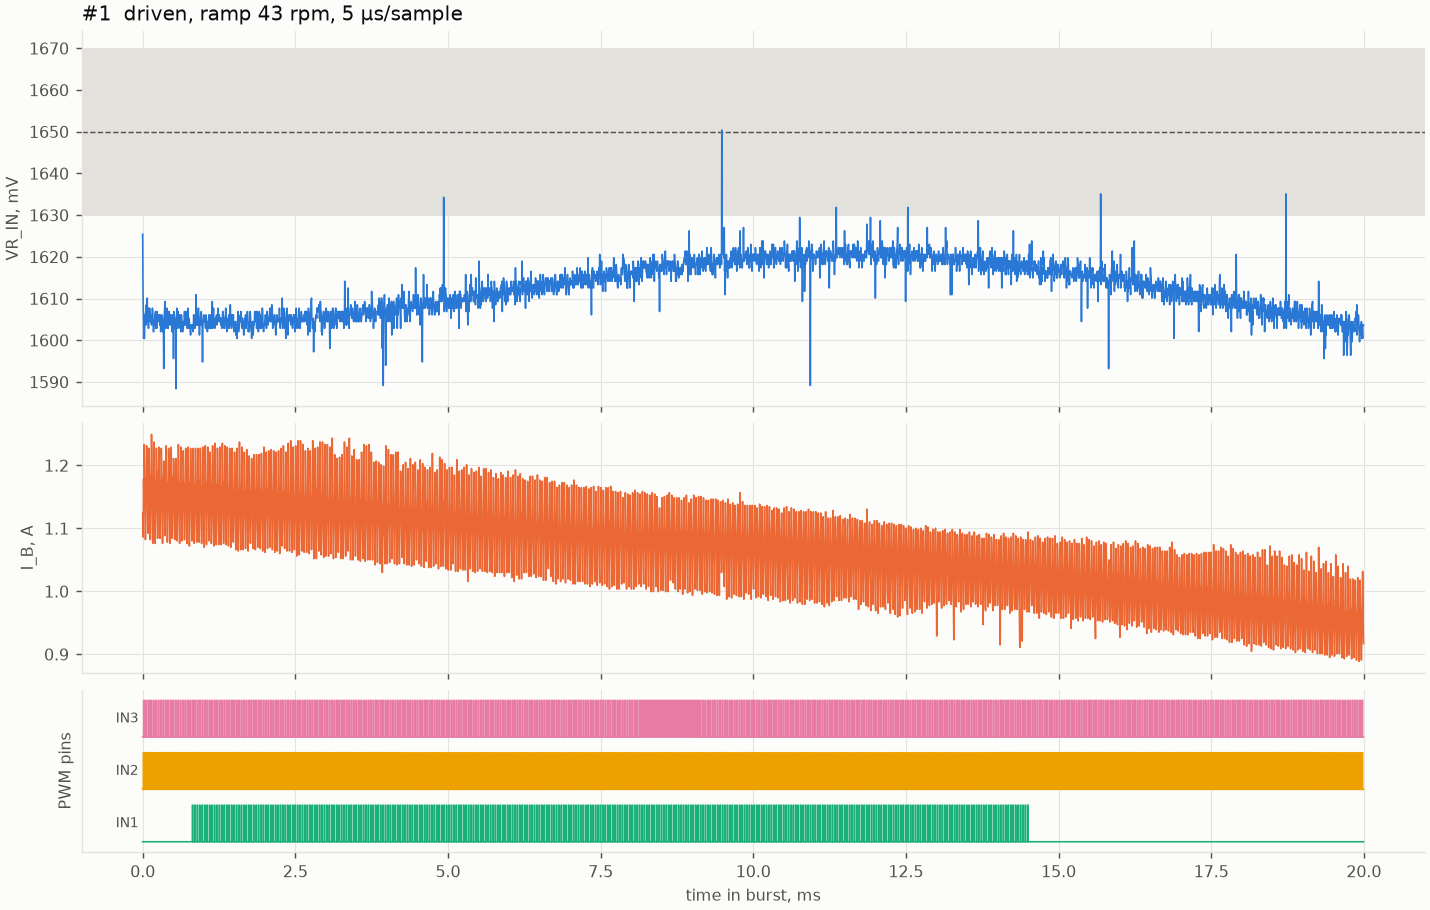 #1  driven, ramp 43 rpm, 5 µs/sample
VR_IN, mV
1670
1660
1650
1640
1630
1620
1610
1600
1590
I_B, A
1.2
1.1
1.0
0.9
PWM pins
IN3
IN2
IN1
0.0 2.5 5.0 7.5 10.0 12.5 15.0 17.5 20.0
time in burst, ms